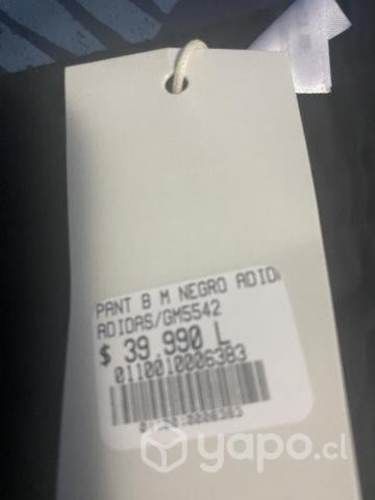 PANT B M NEGRO ADID
ADIDAS/GM5542
$ 39,990 L
0110010006383
yapo.cl